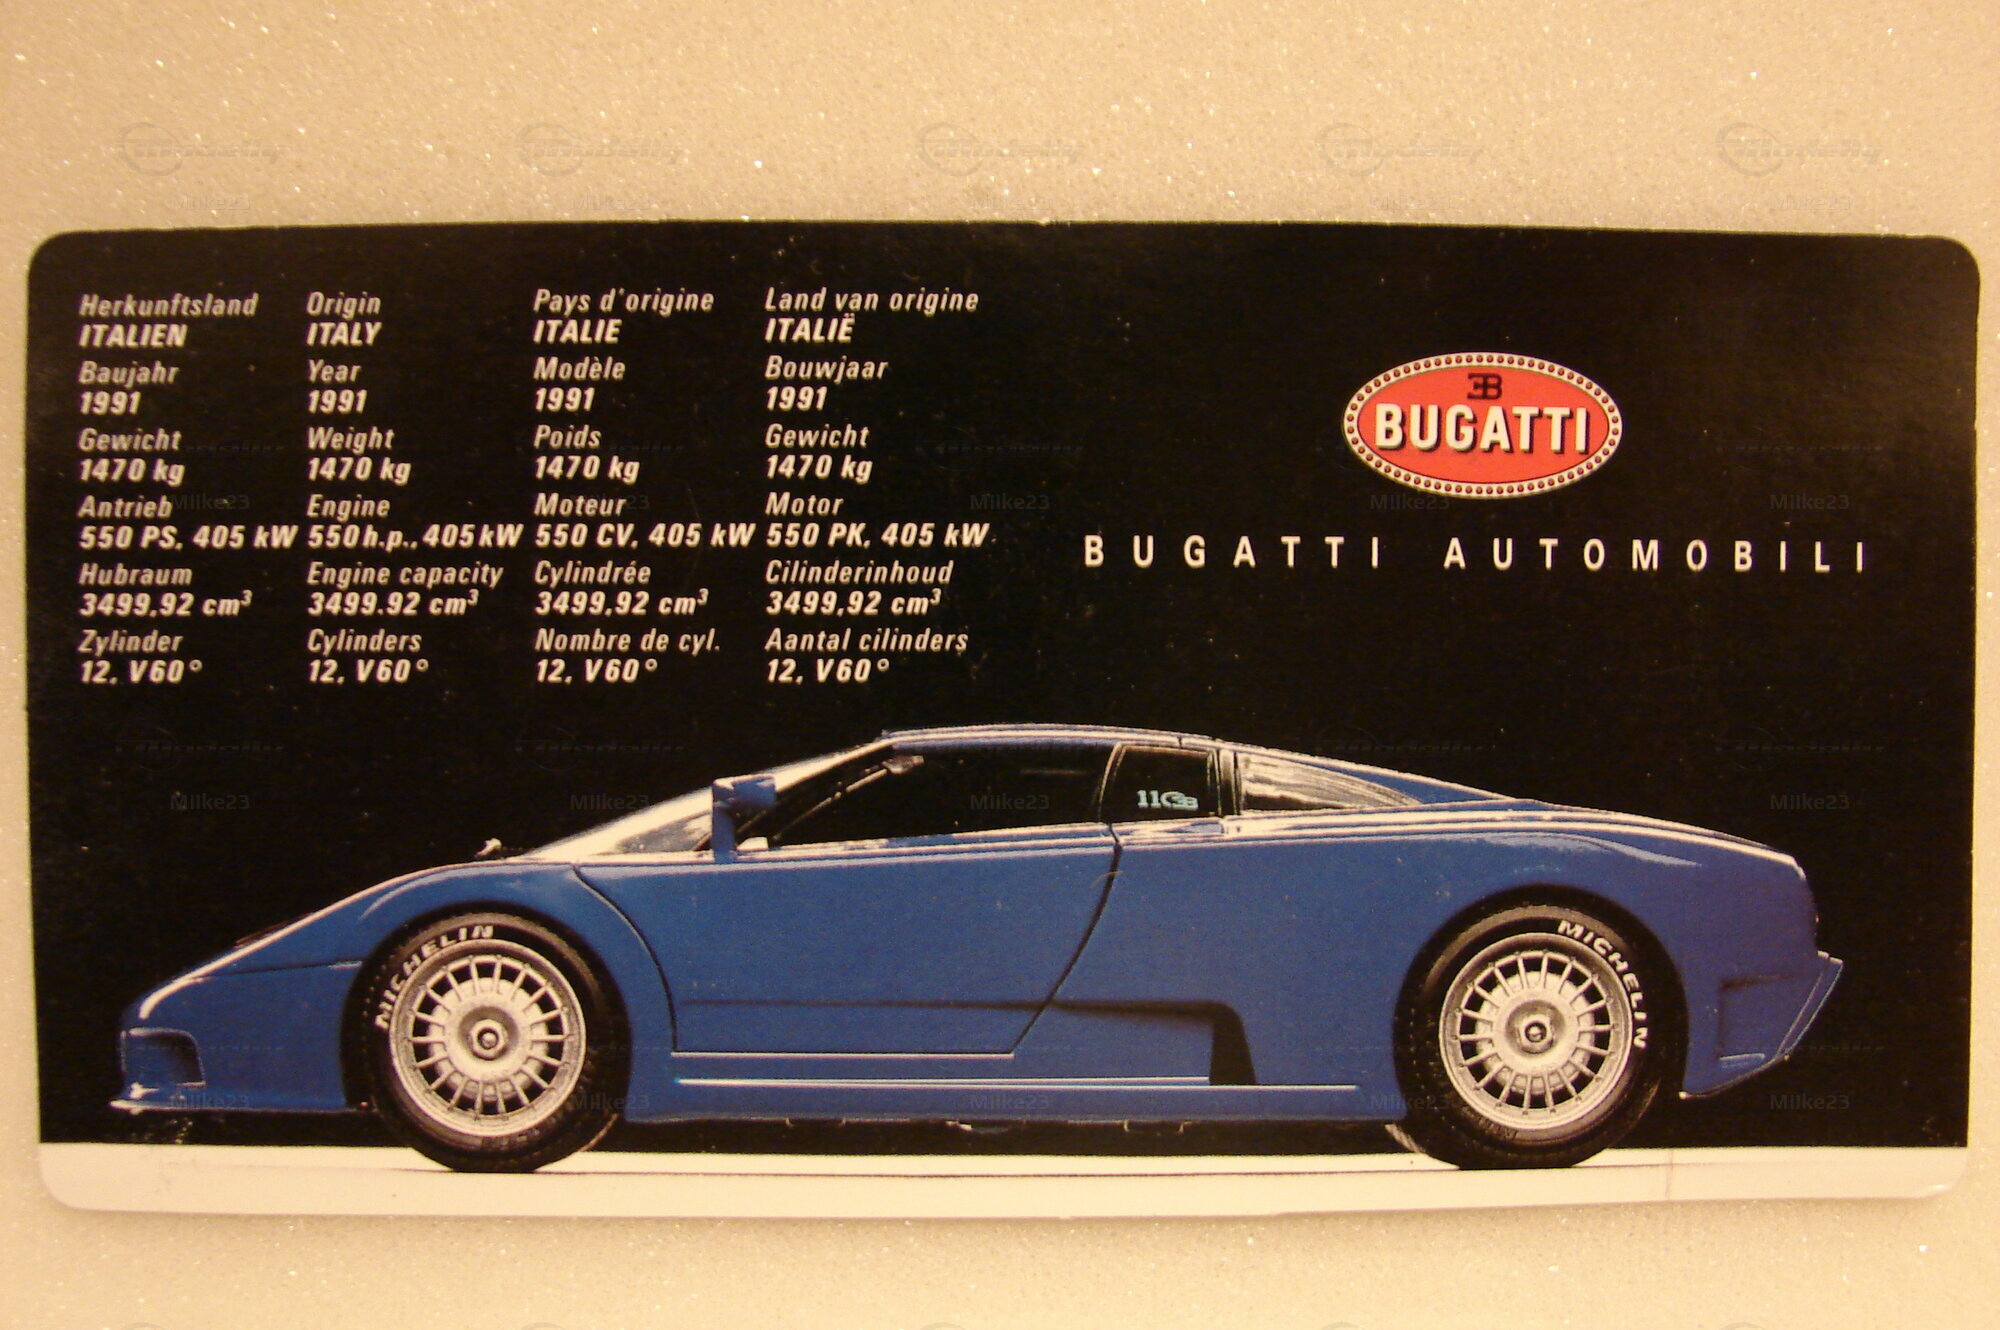 Herkunftsland
ITALIEN
Baujahr
1991
Gewicht
1470 kg
Antrieb
550 PS, 405 kW
Hubraum
3499,92 cm³
Zylinder
12, V60°
Origin
ITALY
Year
1991
Weight
1470 kg
Engine
550 h.p., 405 kW
Engine capacity
3499.92 cm³
Cylinders
12, V60°
Pays d'origine
ITALIE
Modèle
1991
Poids
1470 kg
Moteur
550 CV, 405 kW
Cylindrée
3499,92 cm³
Nombre de cyl.
12, V60°
Land van origine
ITALIË
Bouwjaar
1991
Gewicht
1470 kg
Motor
550 PK, 405 kW
Cilinderinhoud
3499,92 cm³
Aantal cilinders
12, V60°
EB
BUGATTI
BUGATTI AUTOMOBILI
MICHELIN
MICHELIN
Modelly
Milke23